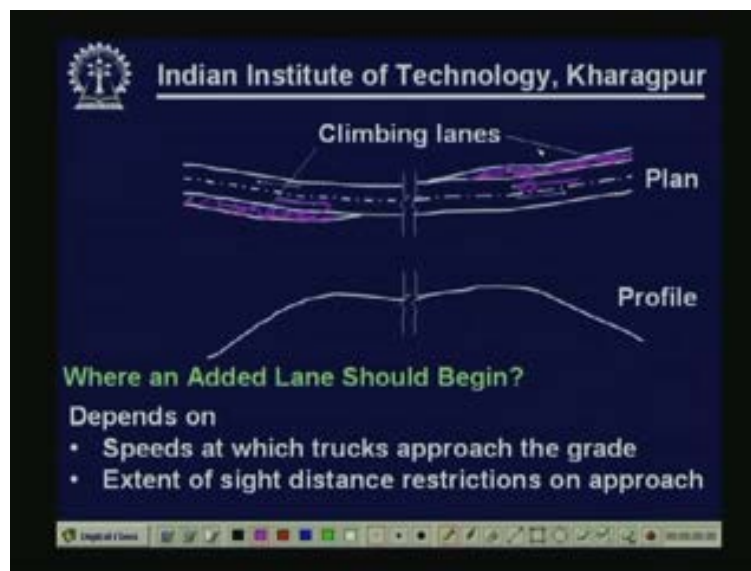 Indian Institute of Technology, Kharagpur
Climbing lanes
Plan
Profile
Where an Added Lane Should Begin?
Depends on
• Speeds at which trucks approach the grade
• Extent of sight distance restrictions on approach